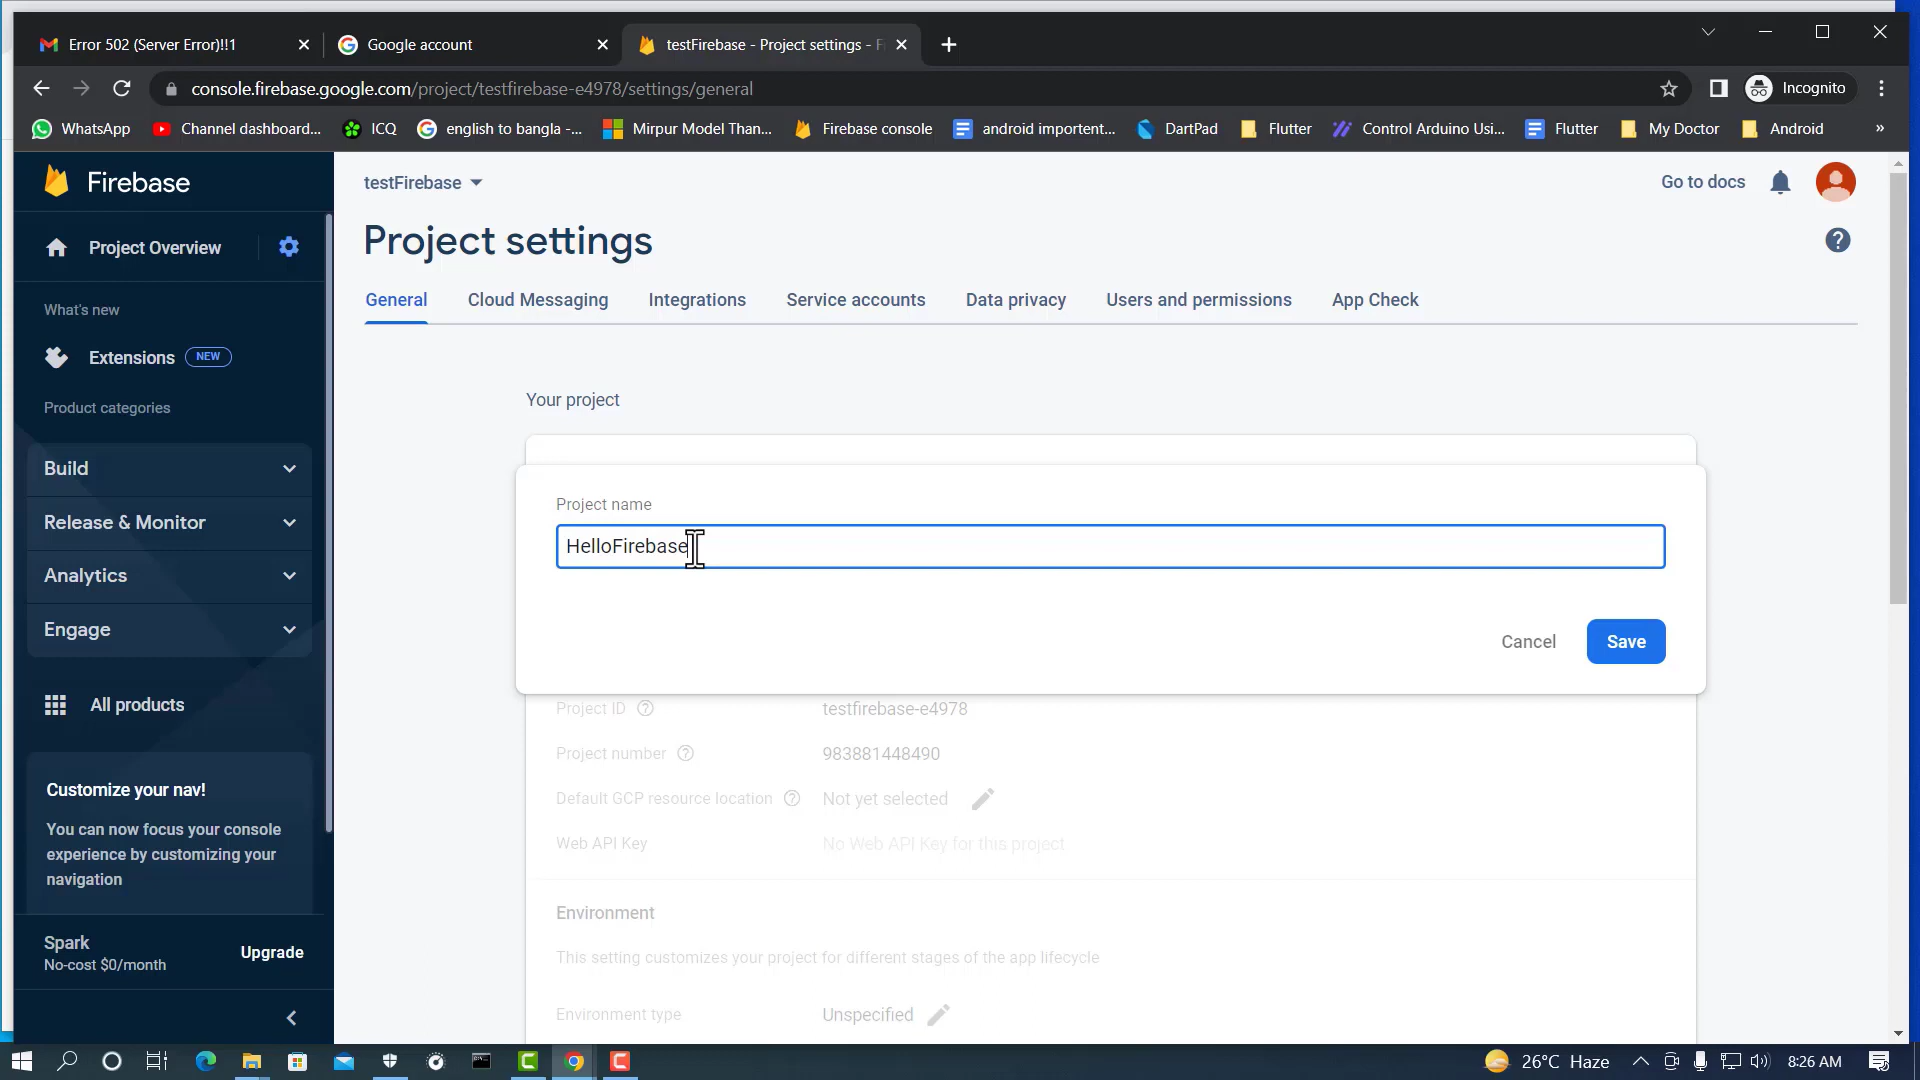 Error 502 (Server Error)!!1
Google account
testFirebase - Project settings - F
console.firebase.google.com/project/testfirebase-e4978/settings/general
Incognito
WhatsApp
Channel dashboard...
ICQ
english to bangla -...
Mirpur Model Than...
Firebase console
android importent...
DartPad
Flutter
Control Arduino Usi...
Flutter
My Doctor
Android
»
Firebase
testFirebase
Go to docs
Project Overview
Project settings
What's new
General
Cloud Messaging
Integrations
Service accounts
Data privacy
Users and permissions
App Check
Extensions NEW
Product categories
Your project
Build
Release & Monitor
Analytics
Engage
All products
Project name
HelloFirebase
Cancel
Save
Project ID
testfirebase-e4978
Project number
983881448490
Default GCP resource location
Not yet selected
Web API Key
No Web API Key for this project
Environment
This setting customizes your project for different stages of the app lifecycle
Environment type
Unspecified
Customize your nav!
You can now focus your console
experience by customizing your
navigation
Spark
No-cost $0/month
Upgrade
26°C Haze
8:26 AM